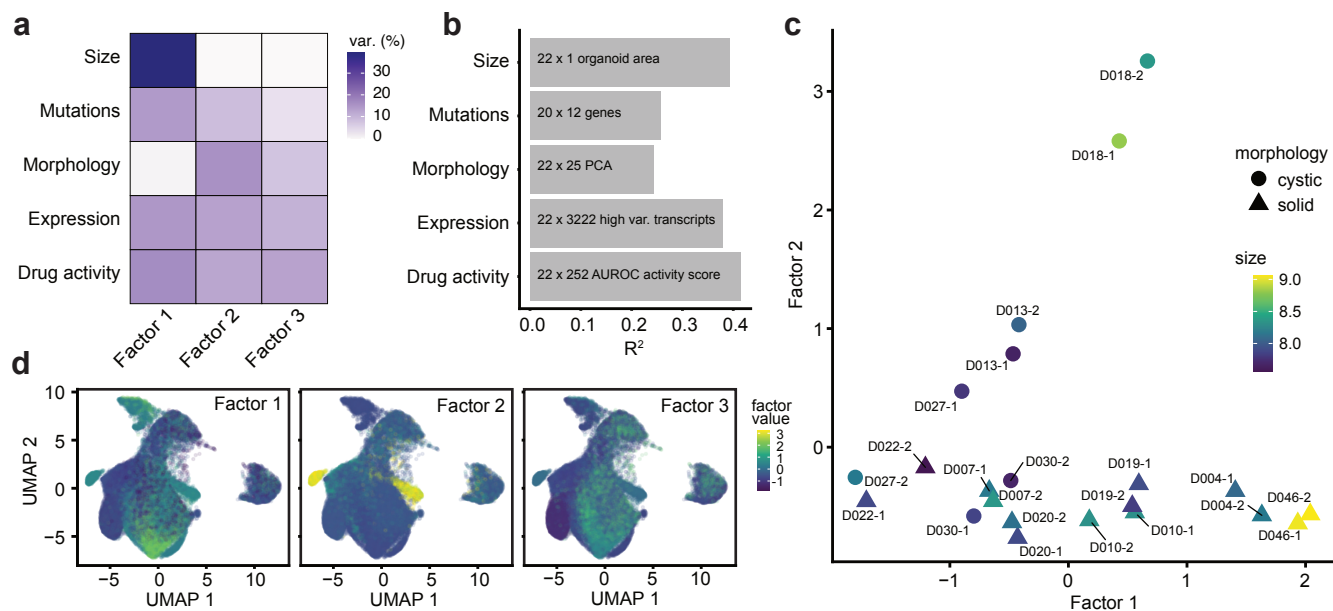 a
var. (%)
30
20
10
0
Size
Mutations
Morphology
Expression
Drug activity
Factor 1
Factor 2
Factor 3
b
Size
Mutations
Morphology
Expression
Drug activity
22 x 1 organoid area
20 x 12 genes
22 x 25 PCA
22 x 3222 high var. transcripts
22 x 252 AUROC activity score
0.0
0.1
0.2
0.3
0.4
R²
c
Factor 2
3
2
1
0
D018-2
D018-1
D013-2
D013-1
D027-1
D022-2
D030-2
D027-2
D007-1
D007-2
D019-1
D004-1
D046-2
D022-1
D019-2
D004-2
D030-1
D020-2
D010-1
D046-1
D020-1
D010-2
−1
0
1
2
Factor 1
morphology
cystic
solid
size
9.0
8.0
d
UMAP 2
10
5
0
−5
Factor 1
Factor 2
Factor 3
−5 0 5 10
−5 0 5 10
−5 0 5 10
UMAP 1
UMAP 1
UMAP 1
factor
value
3
2
1
0
-1